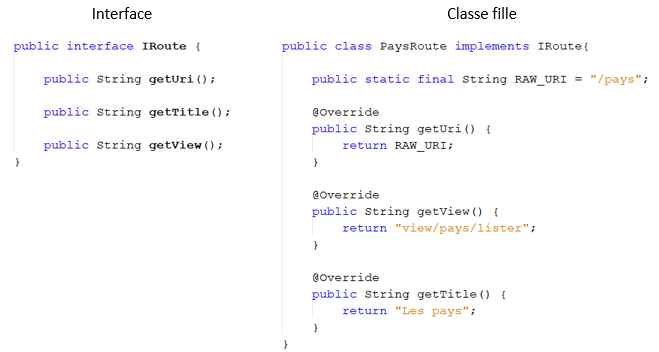 Interface
public interface IRoute {
public String getUri();
public String getTitle();
public String getView();
}
Classe fille
public class PaysRoute implements IRoute{
public static final String RAW_URI = "/pays";
@Override
public String getUri() {
return RAW_URI;
}
@Override
public String getView() {
return "view/pays/lister";
}
@Override
public String getTitle() {
return "Les pays";
}
}